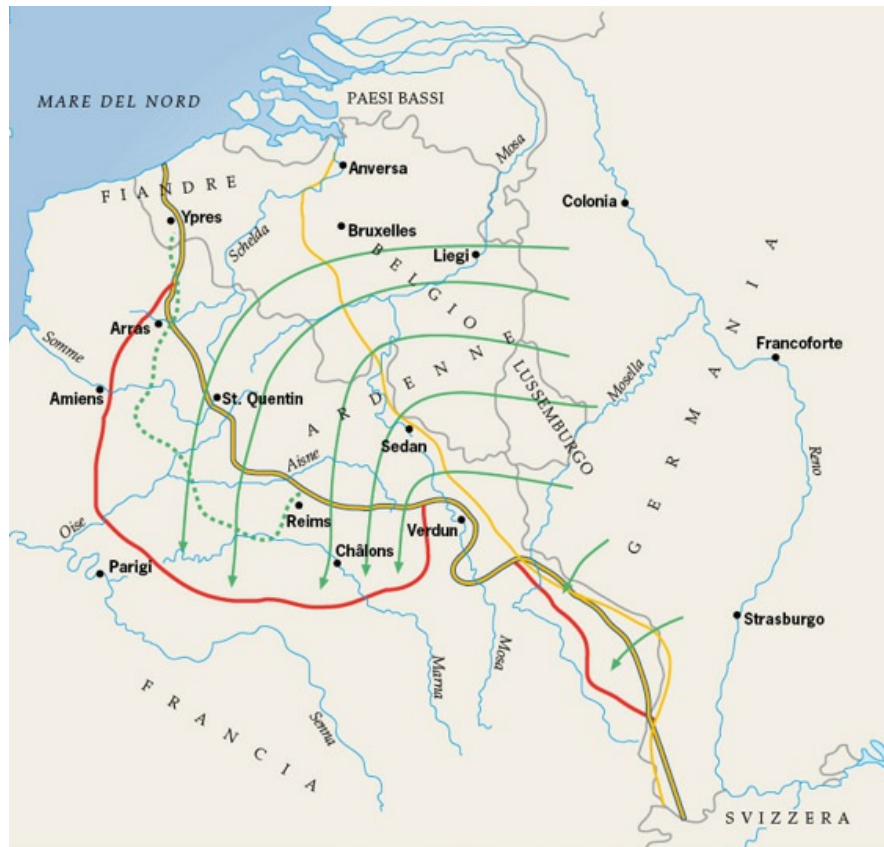 MARE DEL NORD
PAESI BASSI
Mosa
Anversa
FIANDRE
Colonia
Ypres
Schelda
Bruxelles
Liegi
BELGIO
GERMANIA
Arras
Somme
Francoforte
ARDENNE
LUSSEMBURGO
Mosella
Amiens
St. Quentin
Sedan
Reno
Aisne
Oise
Reims
Verdun
Châlons
Parigi
Strasburgo
Mosa
Marna
FRANCIA
Senna
SVIZZERA